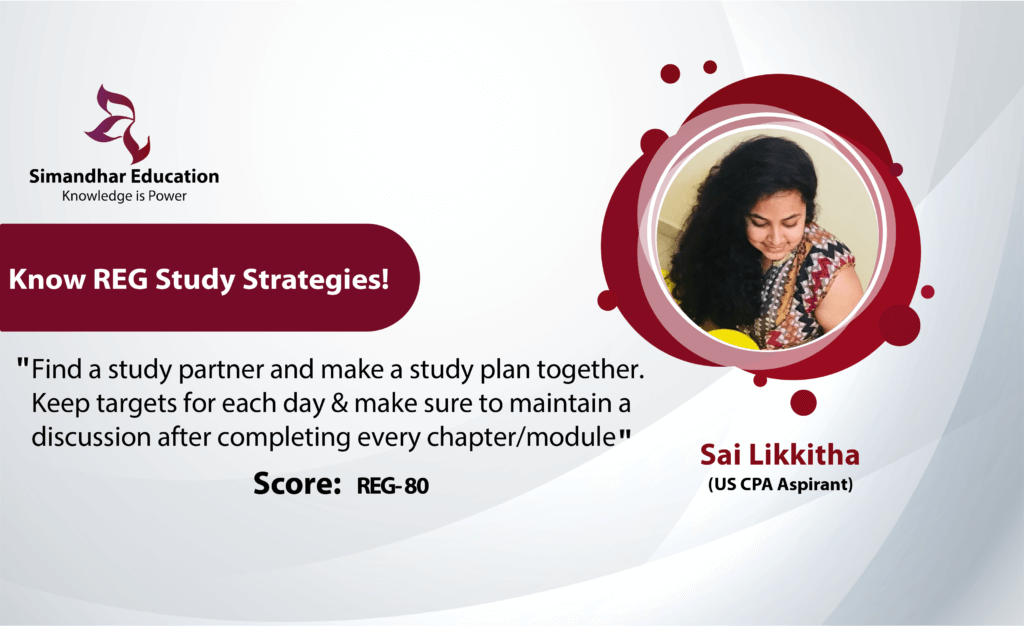 Simandhar Education
Knowledge is Power
Know REG Study Strategies!
"Find a study partner and make a study plan together.
Keep targets for each day & make sure to maintain a
discussion after completing every chapter/module"
Score: REG-80
Sai Likkitha
(US CPA Aspirant)